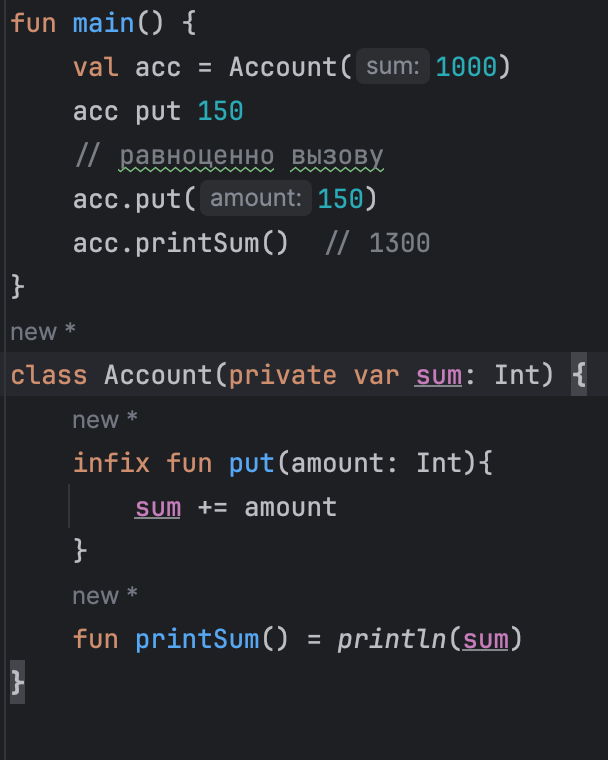 fun main() {
    val acc = Account( sum: 1000)
    acc put 150
    // равноценно вызову
    acc.put( amount: 150)
    acc.printSum()  // 1300
}
new *
class Account(private var sum: Int) {
    new *
    infix fun put(amount: Int){
        sum += amount
    }
    new *
    fun printSum() = println(sum)
}